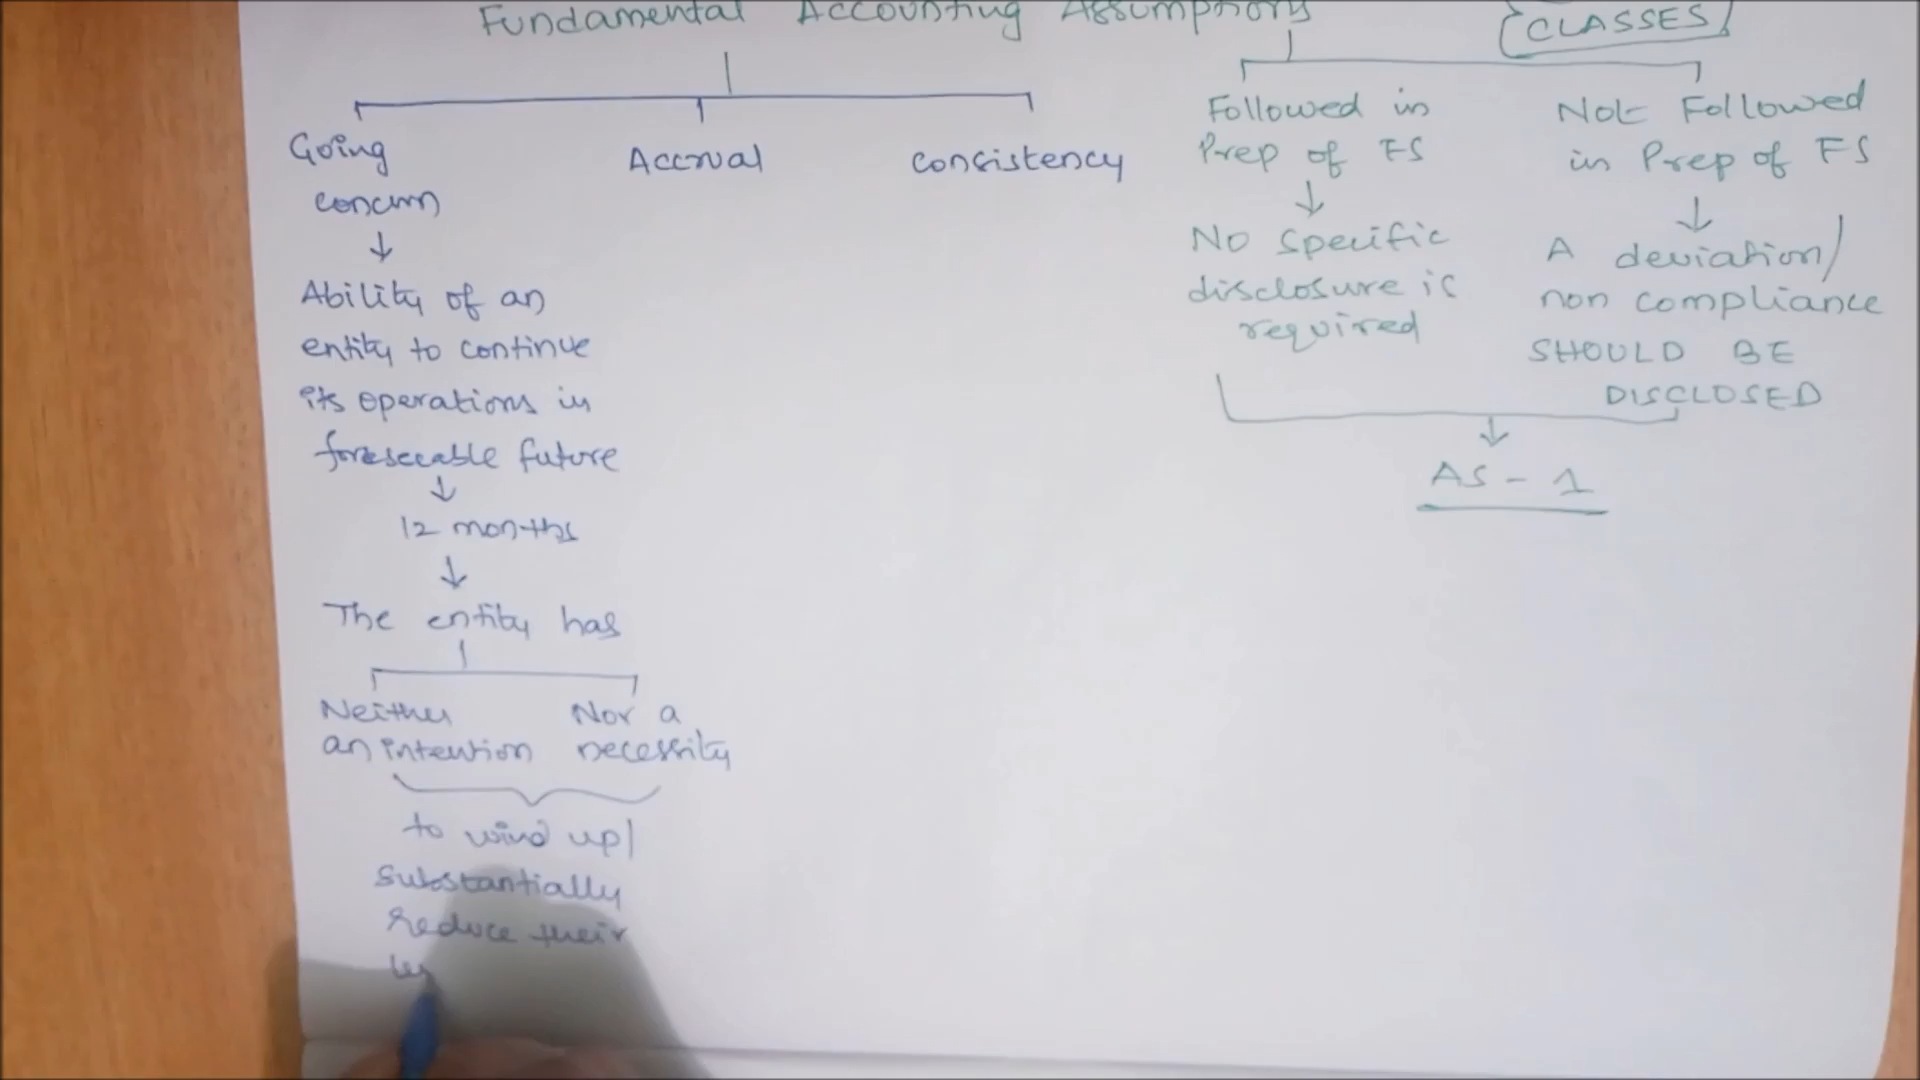 Fundamental Accounting Assumptions
CLASSES
Going
concern
Accrual
consistency
Ability of an
entity to continue
its operations in
foreseeable future
12 months
The entity has
Neither
an intention
Nor a
necessity
to wind up/
substantially
reduce their
Followed in
Prep of FS
No specific
disclosure is
required
Not Followed
in Prep of FS
A deviation/
non compliance
SHOULD BE
DISCLOSED
AS - 1